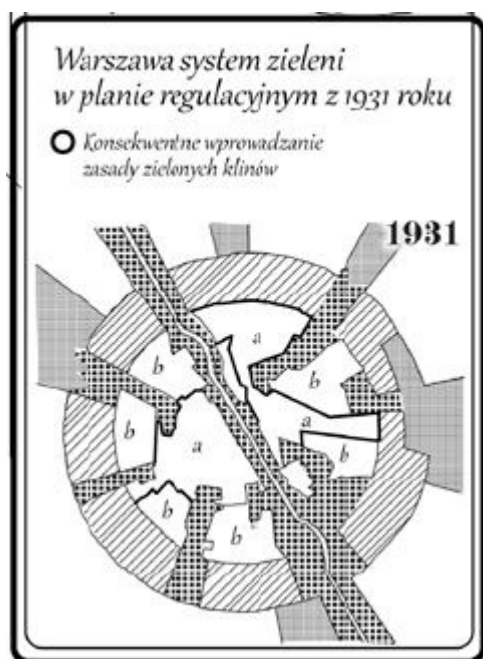 Warszawa system zieleni
w planie regulacyjnym z 1931 roku
Konsekwentne wprowadzanie
zasady zielonych klinów
1931
a
b
b
a
b
a
b
b
b